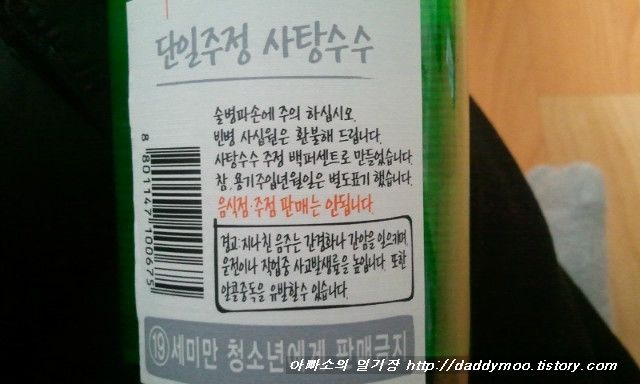 단일주정 사탕수수
술병파손에 주의 하십시오.
빈병 사십원은 환불해 드립니다.
사탕수수 주정 백퍼센트로 만들었습니다.
참, 용기주입년월일은 별도표기 했습니다.
음식점·주점 판매는 안됩니다.
경고: 지나친 음주는 간경화나 간암을 일으키며,
운전이나 작업중 사고발생률을 높입니다. 또한
알콜중독을 유발할수 있습니다.
8 801147 100675
19 세미만 청소년에게 판매금지
아빠소의 일기장 http://daddymoo.tistory.com